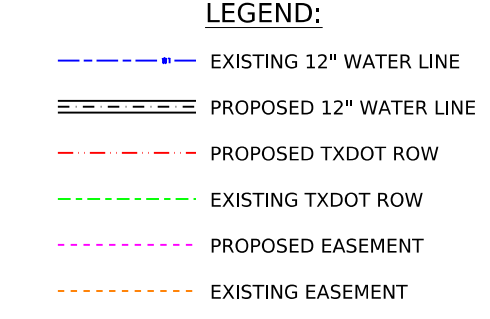 LEGEND:
EXISTING 12" WATER LINE
PROPOSED 12" WATER LINE
PROPOSED TXDOT ROW
EXISTING TXDOT ROW
PROPOSED EASEMENT
EXISTING EASEMENT